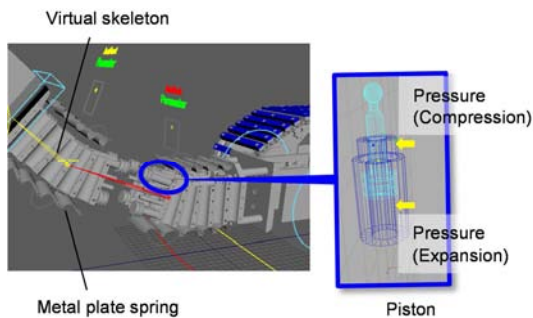 Virtual skeleton
Pressure
(Compression)
Pressure
(Expansion)
Metal plate spring
Piston